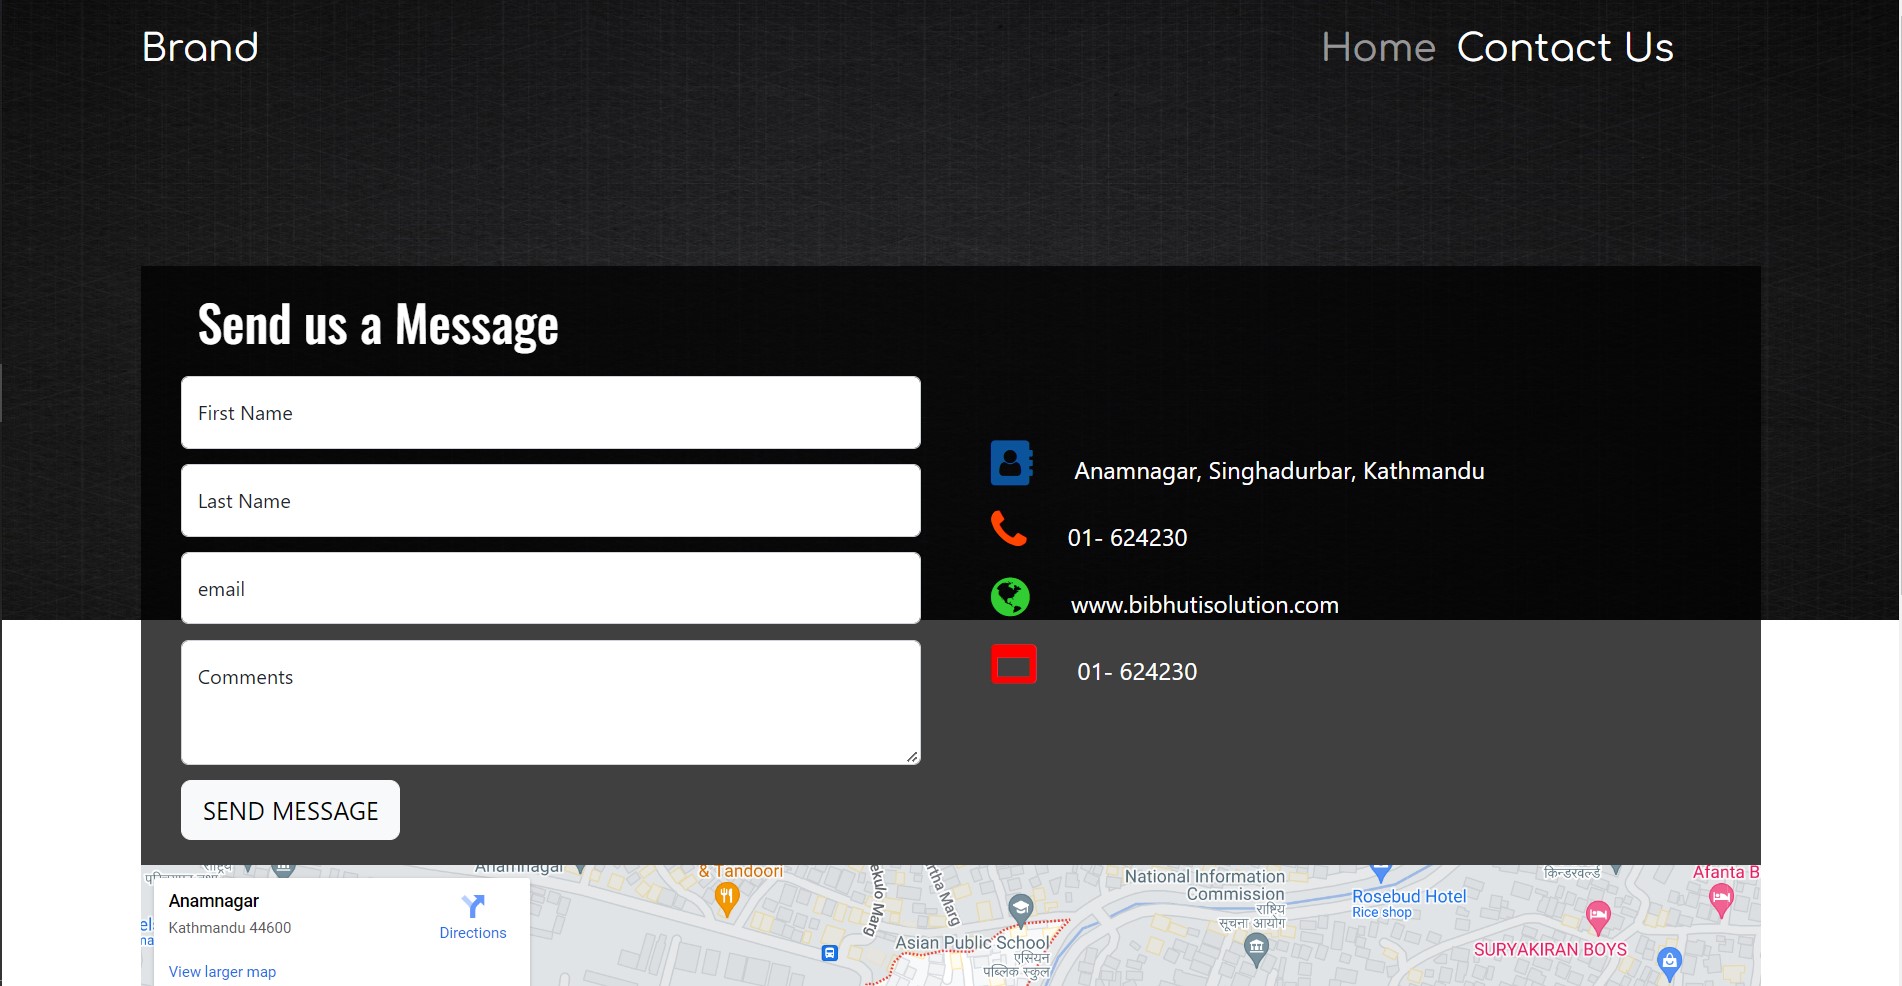 Brand
Home Contact Us
Send us a Message
First Name
Last Name
email
Comments
SEND MESSAGE
Anamnagar, Singhadurbar, Kathmandu
01- 624230
www.bibhutisolution.com
01- 624230
Anamnagar
& Tandoori
Anamnagar
Kathmandu 44600
Directions
View larger map
ekulo Marg
rtha Marg
Asian Public School
एसियन
पब्लिक स्कुल
National Information
Commission
राष्ट्रिय
सूचना आयोग
Rosebud Hotel
Rice shop
किन्डरवर्ल्ड
Afanta B
SURYAKIRAN BOYS